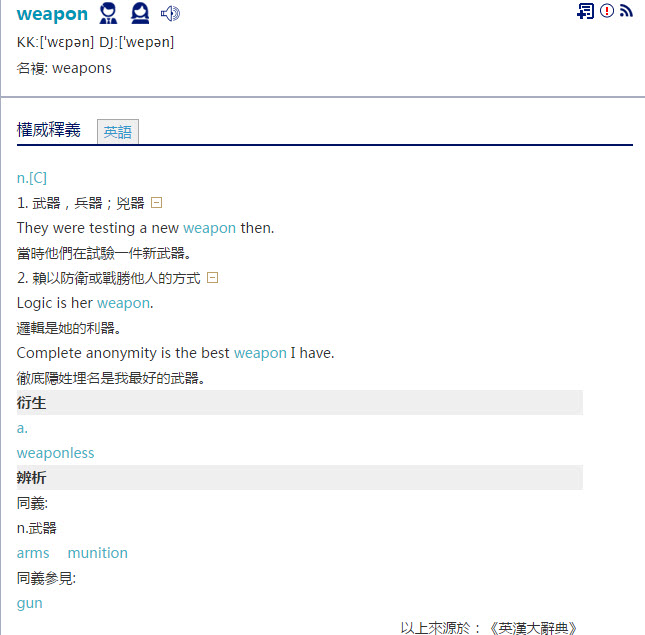 weapon
KK:['wɛpən] DJ:['wepən]
名複: weapons
權威釋義 英語
n.[C]
1. 武器，兵器；兇器
They were testing a new weapon then.
當時他們在試驗一件新武器。
2. 賴以防衛或戰勝他人的方式
Logic is her weapon.
邏輯是她的利器。
Complete anonymity is the best weapon I have.
徹底隱姓埋名是我最好的武器。
衍生
a.
weaponless
辨析
同義:
n.武器
arms munition
同義參見:
gun
以上來源於：《英漢大辭典》